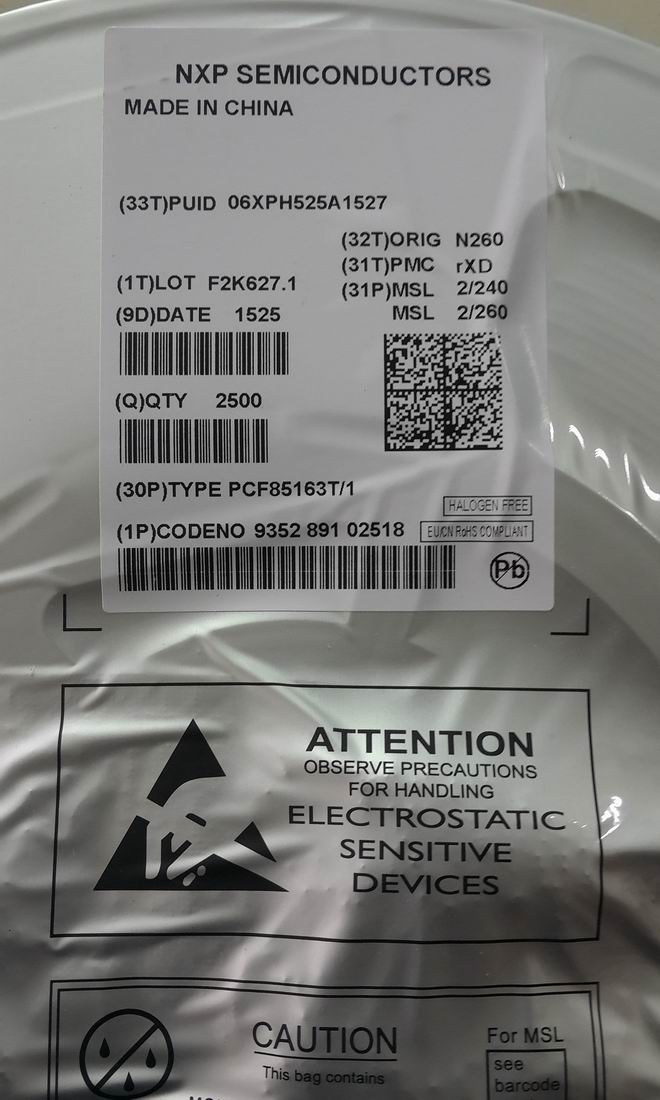 NXP SEMICONDUCTORS
MADE IN CHINA
(33T)PUID 06XPH525A1527
(32T)ORIG N260
(31T)PMC rXD
(1T)LOT F2K627.1
(31P)MSL 2/240
(9D)DATE 1525
MSL 2/260
(Q)QTY 2500
(30P)TYPE PCF85163T/1
HALOGEN FREE
(1P)CODENO 9352 891 02518
EU/CN RoHS COMPLIANT
Pb
ATTENTION
OBSERVE PRECAUTIONS
FOR HANDLING
ELECTROSTATIC
SENSITIVE
DEVICES
CAUTION
For MSL
This bag contains
see
barcode